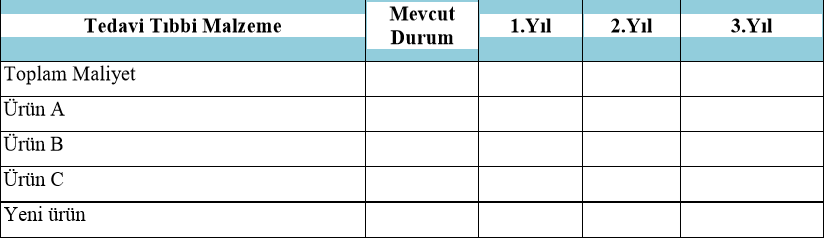 Tedavi Tıbbi Malzeme
Mevcut
Durum
1.Yıl
2.Yıl
3.Yıl
Toplam Maliyet
Ürün A
Ürün B
Ürün C
Yeni ürün